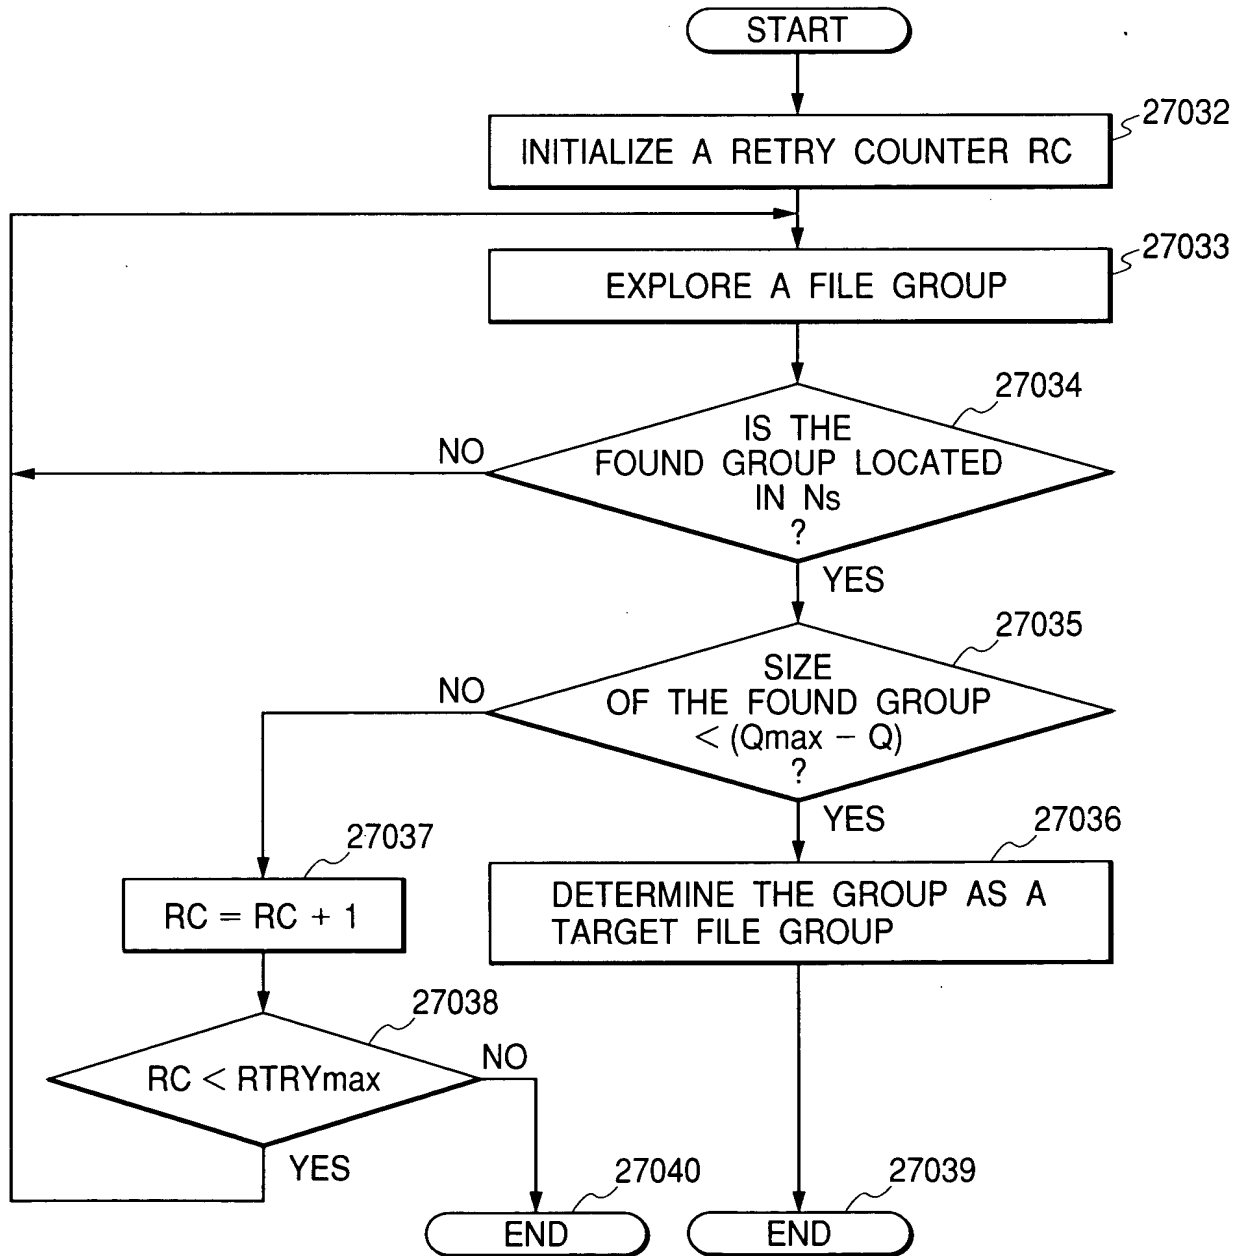 START
27032
INITIALIZE A RETRY COUNTER RC
27033
EXPLORE A FILE GROUP
27034
IS THE
FOUND GROUP LOCATED
IN Ns
?
NO
YES
27035
SIZE
OF THE FOUND GROUP
< (Qmax − Q)
?
NO
YES
27036
DETERMINE THE GROUP AS A
TARGET FILE GROUP
27037
RC = RC + 1
27038
RC < RTRYmax
NO
YES
27040
END
27039
END